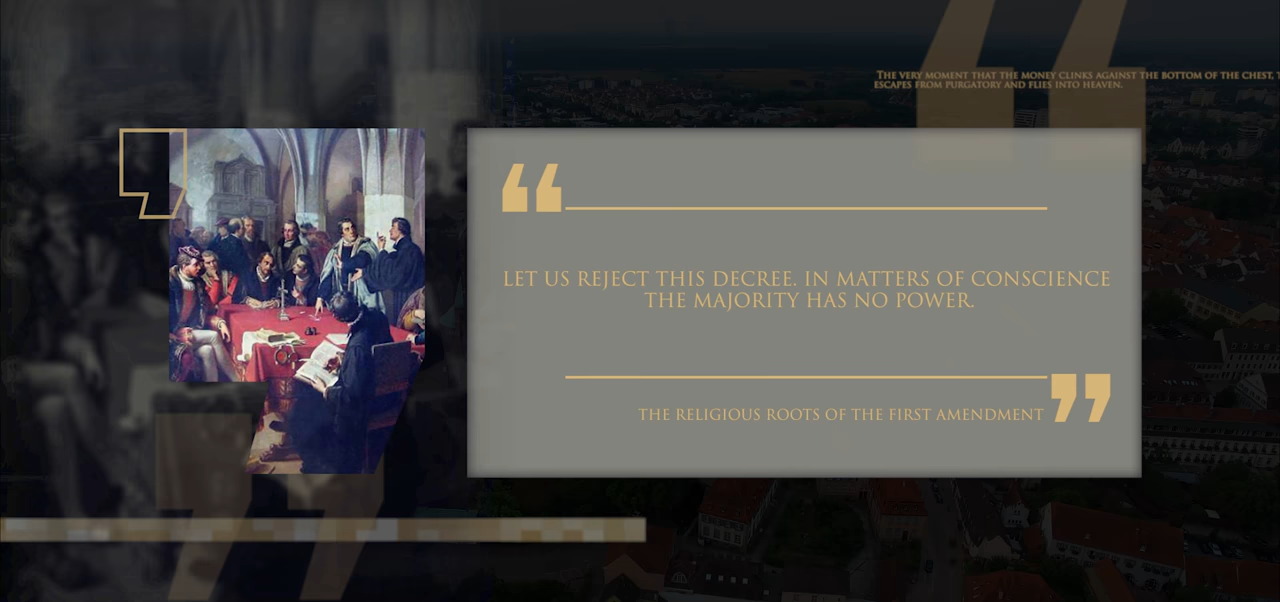 THE VERY MOMENT THAT THE MONEY CLINKS AGAINST THE BOTTOM OF THE CHEST,
ESCAPES FROM PURGATORY AND FLIES INTO HEAVEN.
“
LET US REJECT THIS DECREE. IN MATTERS OF CONSCIENCE
THE MAJORITY HAS NO POWER.
THE RELIGIOUS ROOTS OF THE FIRST AMENDMENT ”